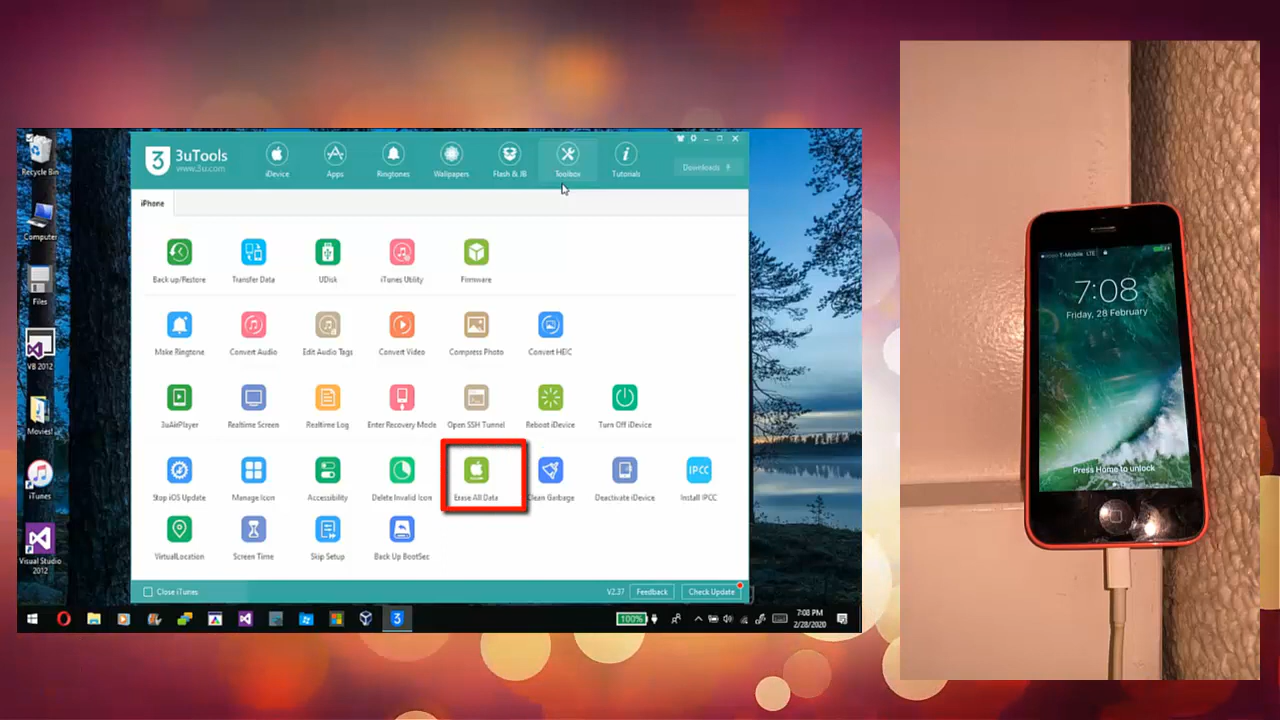 Recycle Bin
Computer
Files
VB 2012
Movies!
iTunes
Visual Studio
2012
3
3uTools
www.3u.com
iDevice
Apps
Ringtones
Wallpapers
Flash & JB
Toolbox
Tutorials
Downloads
iPhone
Back up/Restore
Transfer Data
UDisk
iTunes Utility
Firmware
Make Ringtone
Convert Audio
Edit Audio Tags
Convert Video
Compress Photo
Convert HEIC
3uAirPlayer
Realtime Screen
Realtime Log
Enter Recovery Mode
Open SSH Tunnel
Reboot iDevice
Turn Off iDevice
Stop iOS Update
Manage Icon
Accessibility
Delete Invalid Icon
Erase All Data
Clean Garbage
Deactivate iDevice
IPCC
Install IPCC
VirtualLocation
Screen Time
Skip Setup
Back Up BootSec
Close iTunes
V2.37
Feedback
Check Update
3
100%
7:08 PM
2/28/2020
T-Mobile LTE
7:08
Friday, 28 February
Press Home to unlock